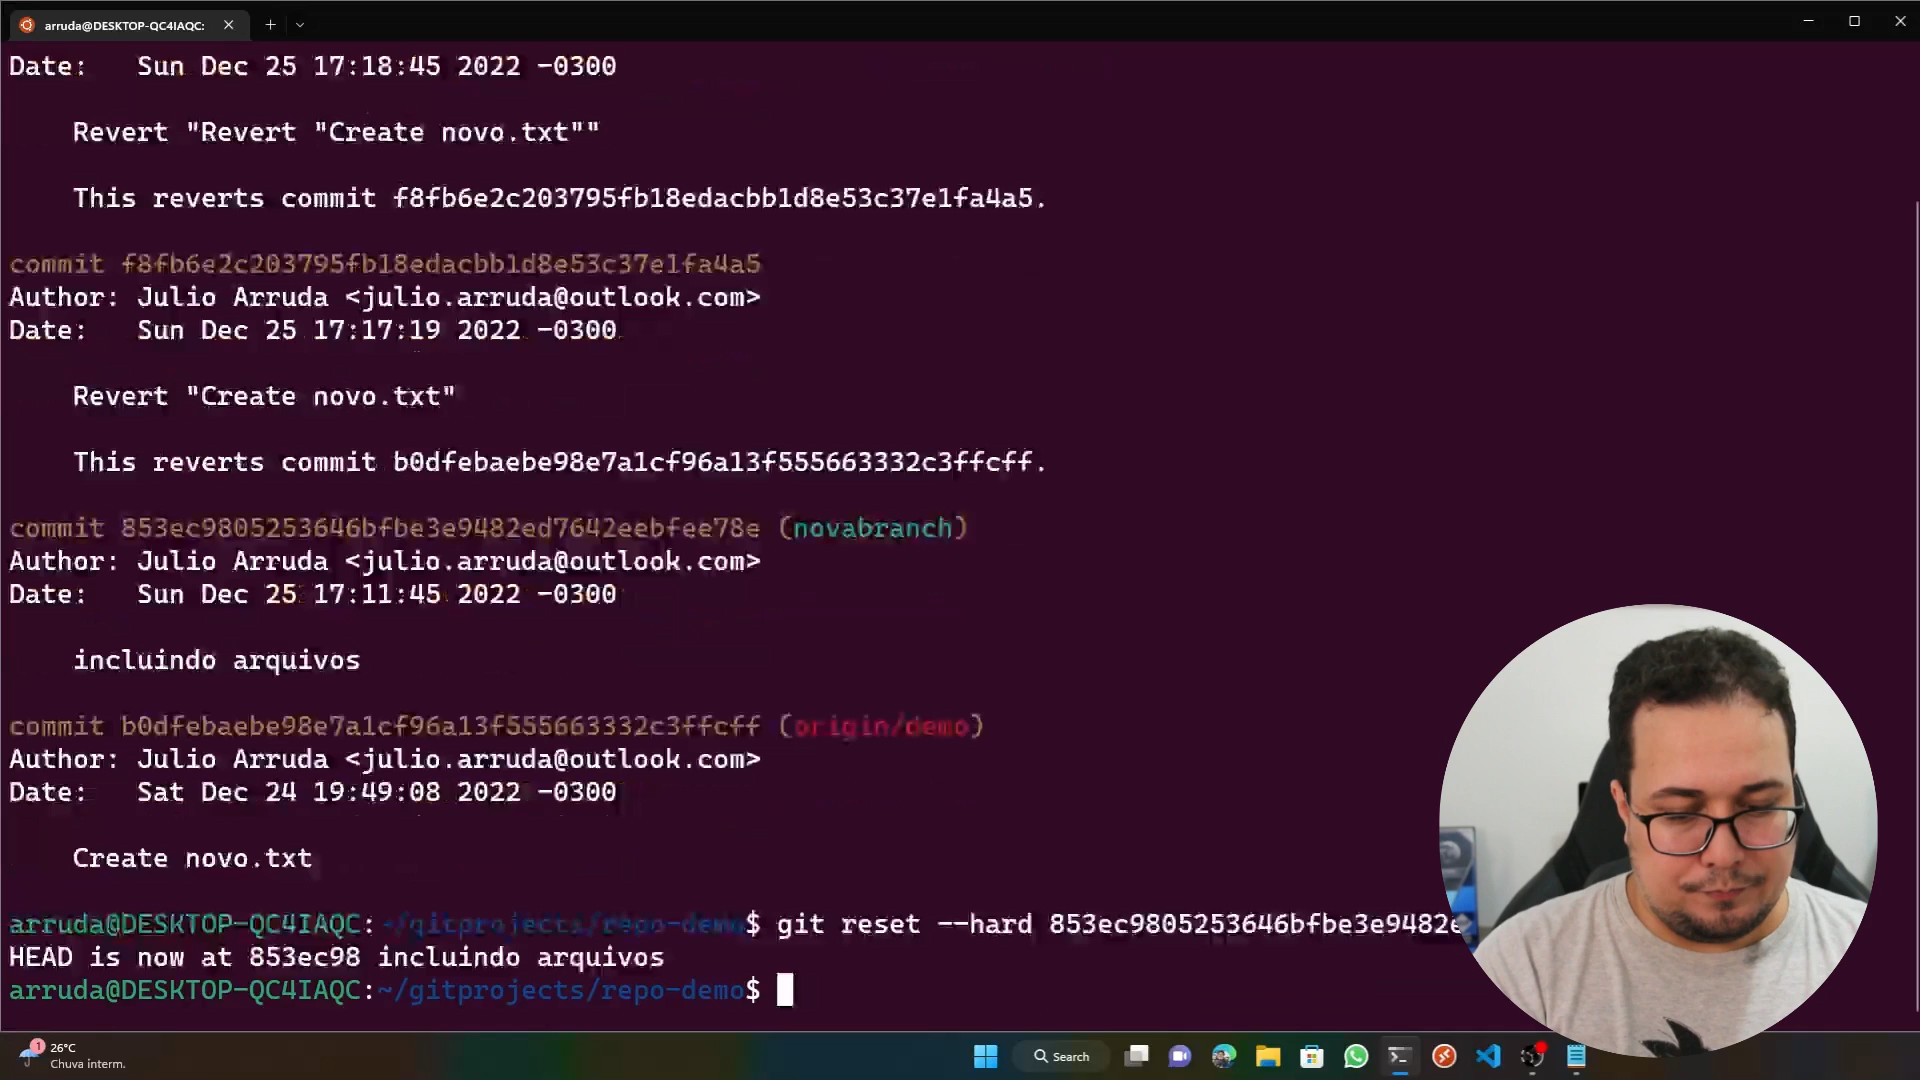 arruda@DESKTOP-QC4IAQC:
Date:   Sun Dec 25 17:18:45 2022 -0300
Revert "Revert "Create novo.txt""
This reverts commit f8fb6e2c203795fb18edacbb1d8e53c37e1fa4a5.
commit f8fb6e2c203795fb18edacbb1d8e53c37e1fa4a5
Author: Julio Arruda <julio.arruda@outlook.com>
Date:   Sun Dec 25 17:17:19 2022 -0300
Revert "Create novo.txt"
This reverts commit b0dfebaebe98e7a1cf96a13f555663332c3ffcff.
commit 853ec9805253646bfbe3e9482ed7642eebfee78e (novabranch)
Author: Julio Arruda <julio.arruda@outlook.com>
Date:   Sun Dec 25 17:11:45 2022 -0300
incluindo arquivos
commit b0dfebaebe98e7a1cf96a13f555663332c3ffcff (origin/demo)
Author: Julio Arruda <julio.arruda@outlook.com>
Date:   Sat Dec 24 19:49:08 2022 -0300
Create novo.txt
arruda@DESKTOP-QC4IAQC:~/gitprojects/repo-demo$ git reset --hard 853ec9805253646bfbe3e9482e
HEAD is now at 853ec98 incluindo arquivos
arruda@DESKTOP-QC4IAQC:~/gitprojects/repo-demo$
1
26°C
Chuva interm.
Search